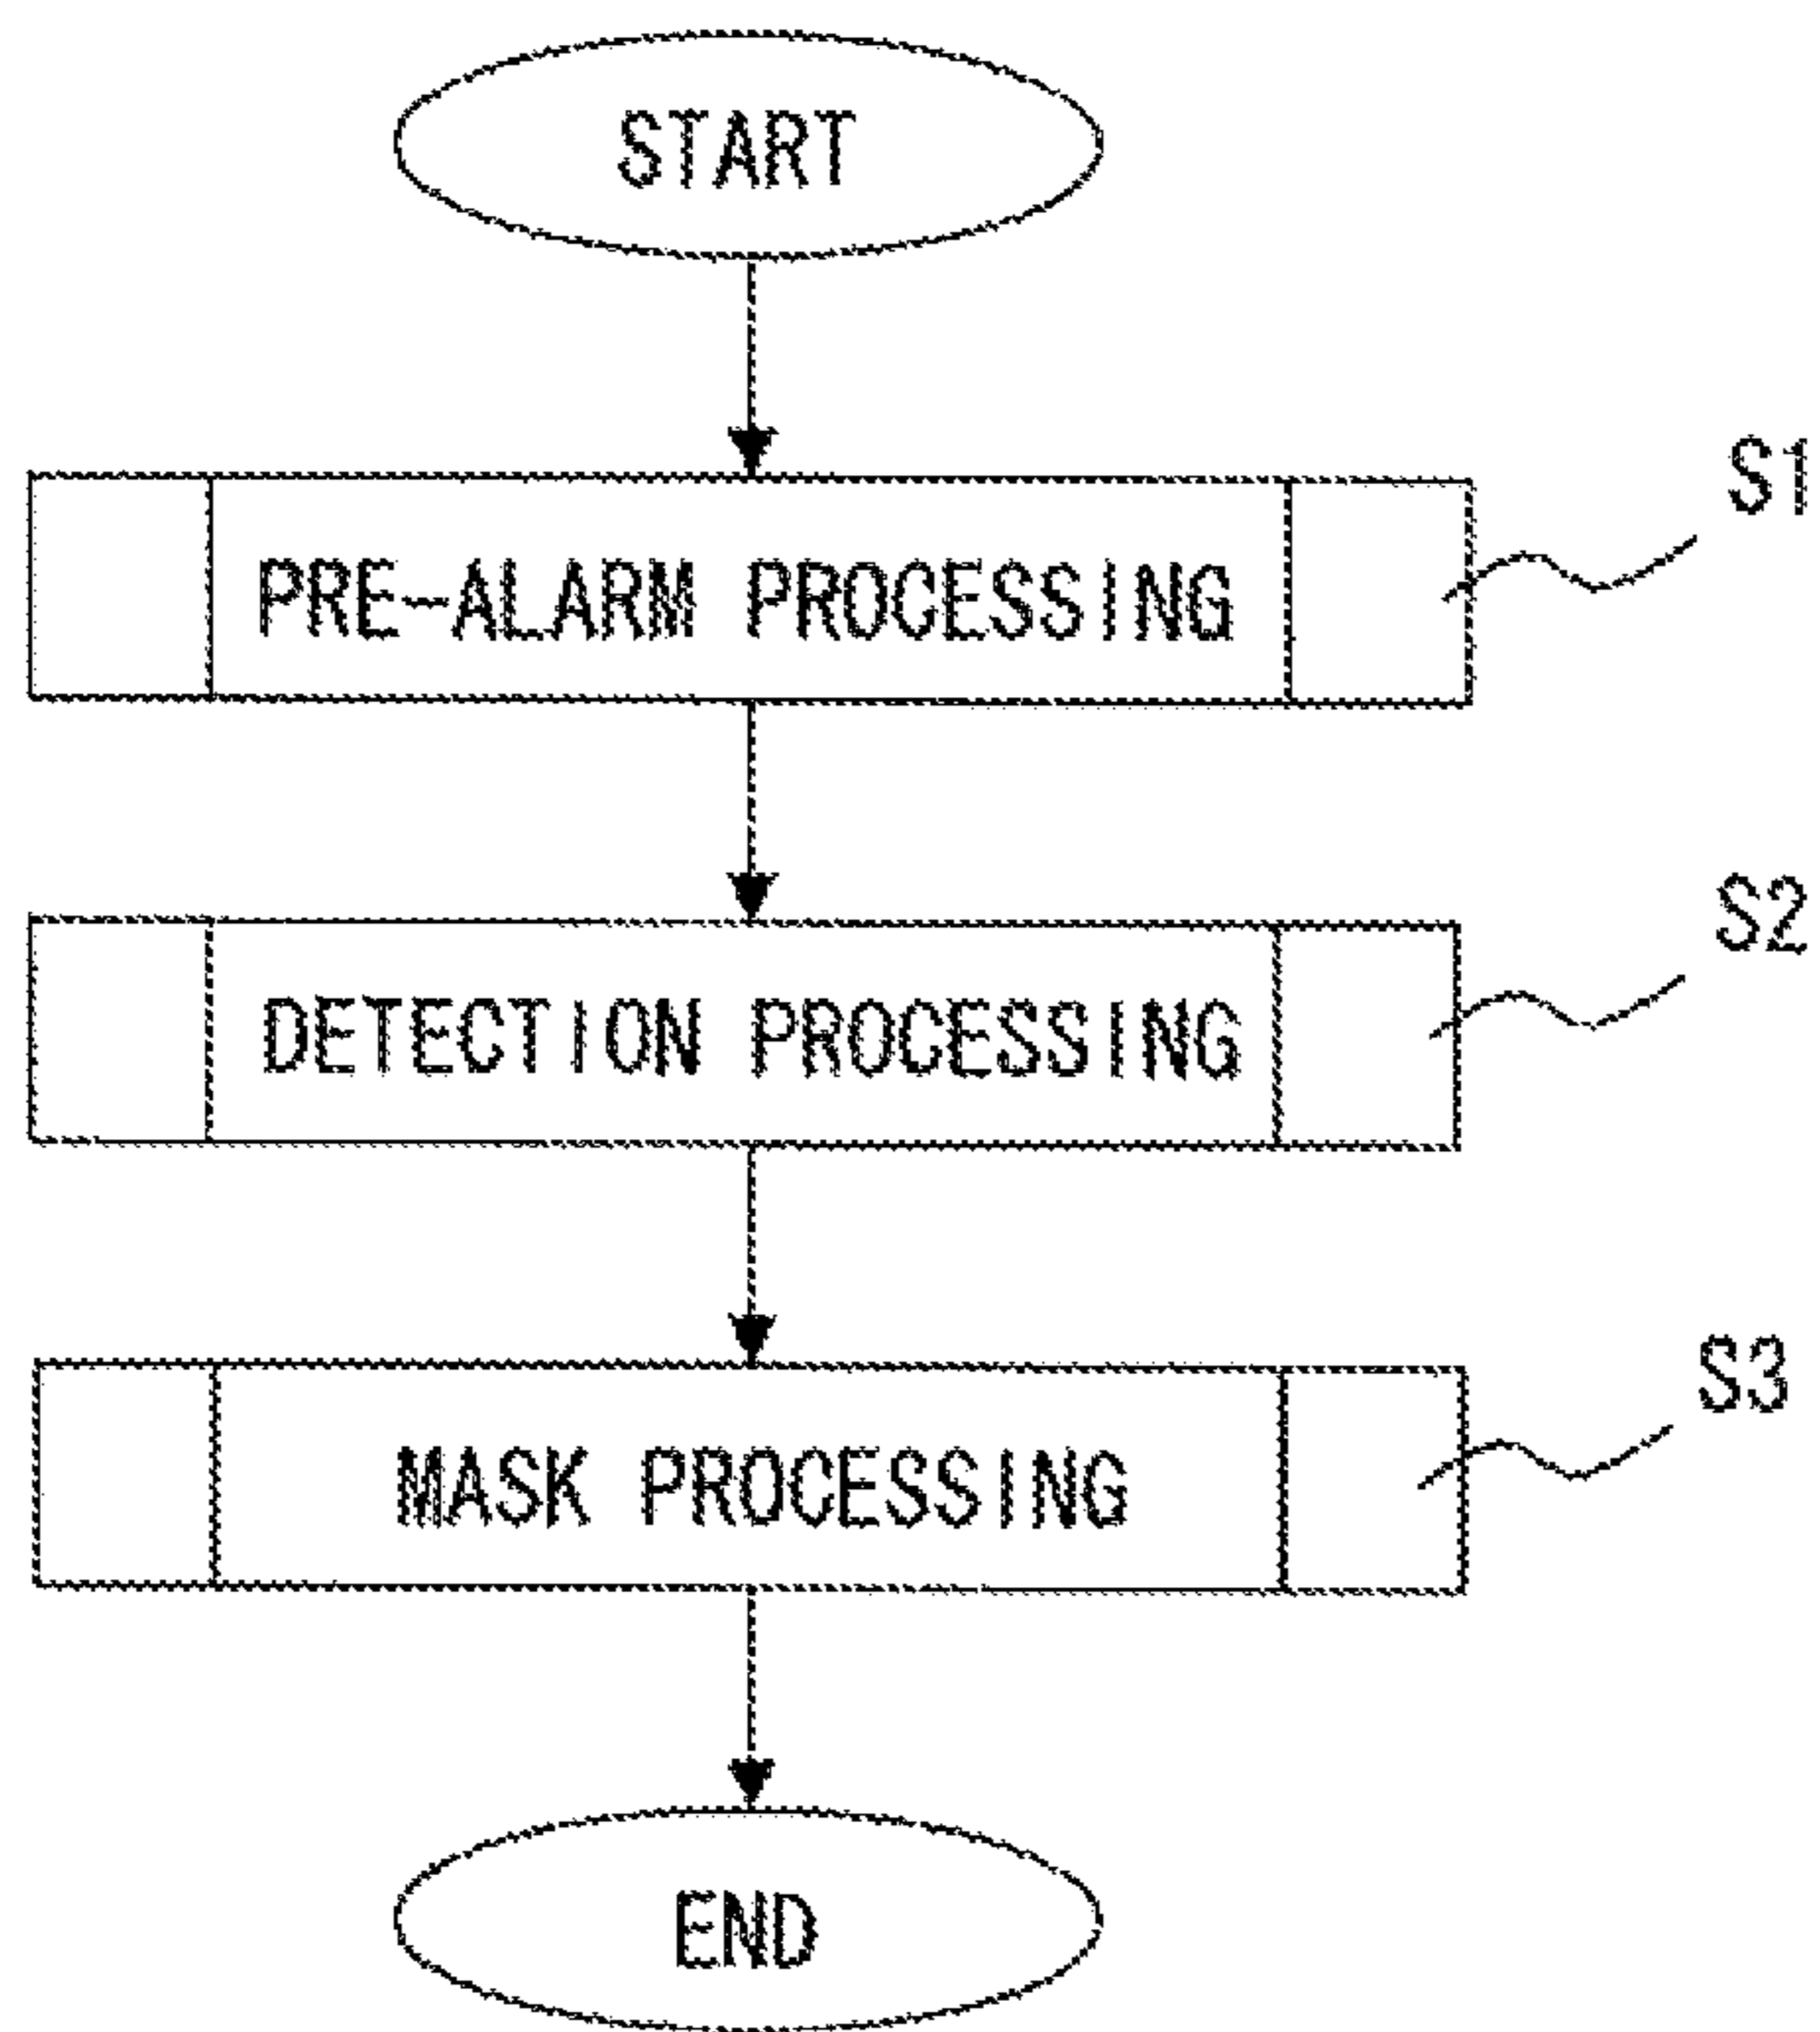 START
S1
PRE-ALARM PROCESSING
S2
DETECTION PROCESSING
S3
MASK PROCESSING
END